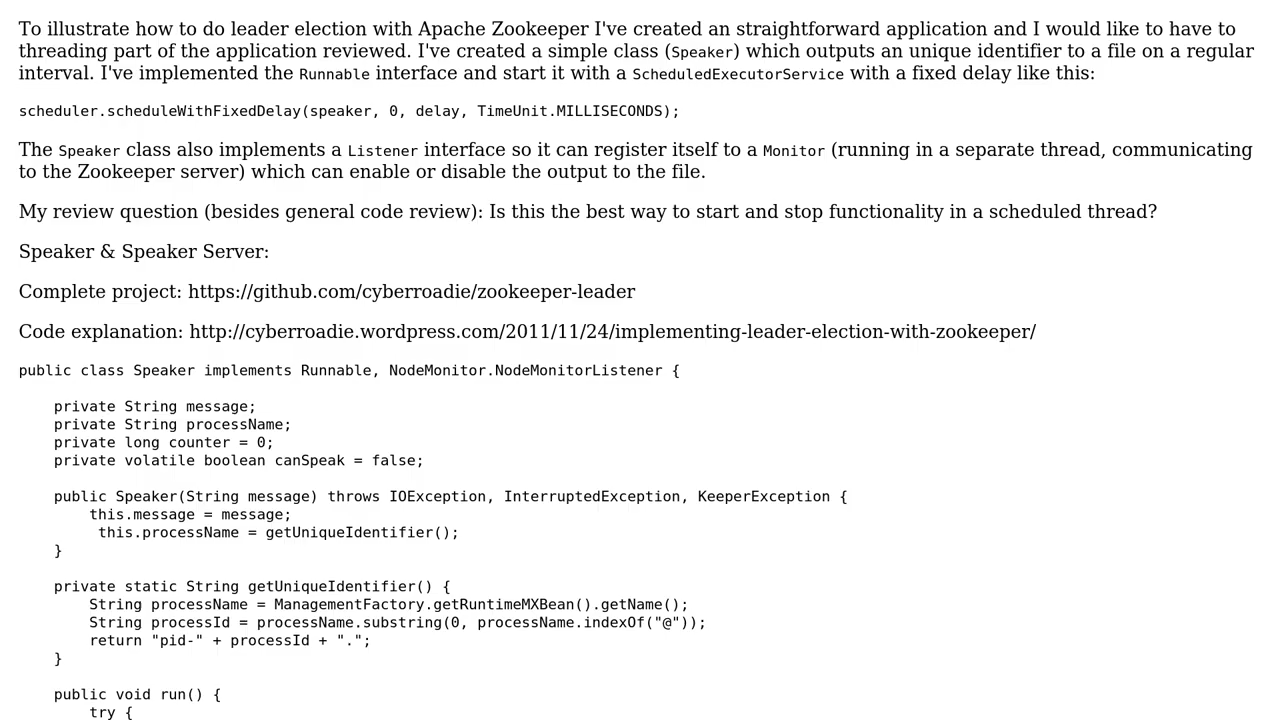 To illustrate how to do leader election with Apache Zookeeper I've created an straightforward application and I would like to have to
threading part of the application reviewed. I've created a simple class (Speaker) which outputs an unique identifier to a file on a regular
interval. I've implemented the Runnable interface and start it with a ScheduledExecutorService with a fixed delay like this:
scheduler.scheduleWithFixedDelay(speaker, 0, delay, TimeUnit.MILLISECONDS);
The Speaker class also implements a Listener interface so it can register itself to a Monitor (running in a separate thread, communicating
to the Zookeeper server) which can enable or disable the output to the file.
My review question (besides general code review): Is this the best way to start and stop functionality in a scheduled thread?
Speaker & Speaker Server:
Complete project: https://github.com/cyberroadie/zookeeper-leader
Code explanation: http://cyberroadie.wordpress.com/2011/11/24/implementing-leader-election-with-zookeeper/
public class Speaker implements Runnable, NodeMonitor.NodeMonitorListener {
    private String message;
    private String processName;
    private long counter = 0;
    private volatile boolean canSpeak = false;
    public Speaker(String message) throws IOException, InterruptedException, KeeperException {
        this.message = message;
         this.processName = getUniqueIdentifier();
    }
    private static String getUniqueIdentifier() {
        String processName = ManagementFactory.getRuntimeMXBean().getName();
        String processId = processName.substring(0, processName.indexOf("@"));
        return "pid-" + processId + ".";
    }
    public void run() {
        try {